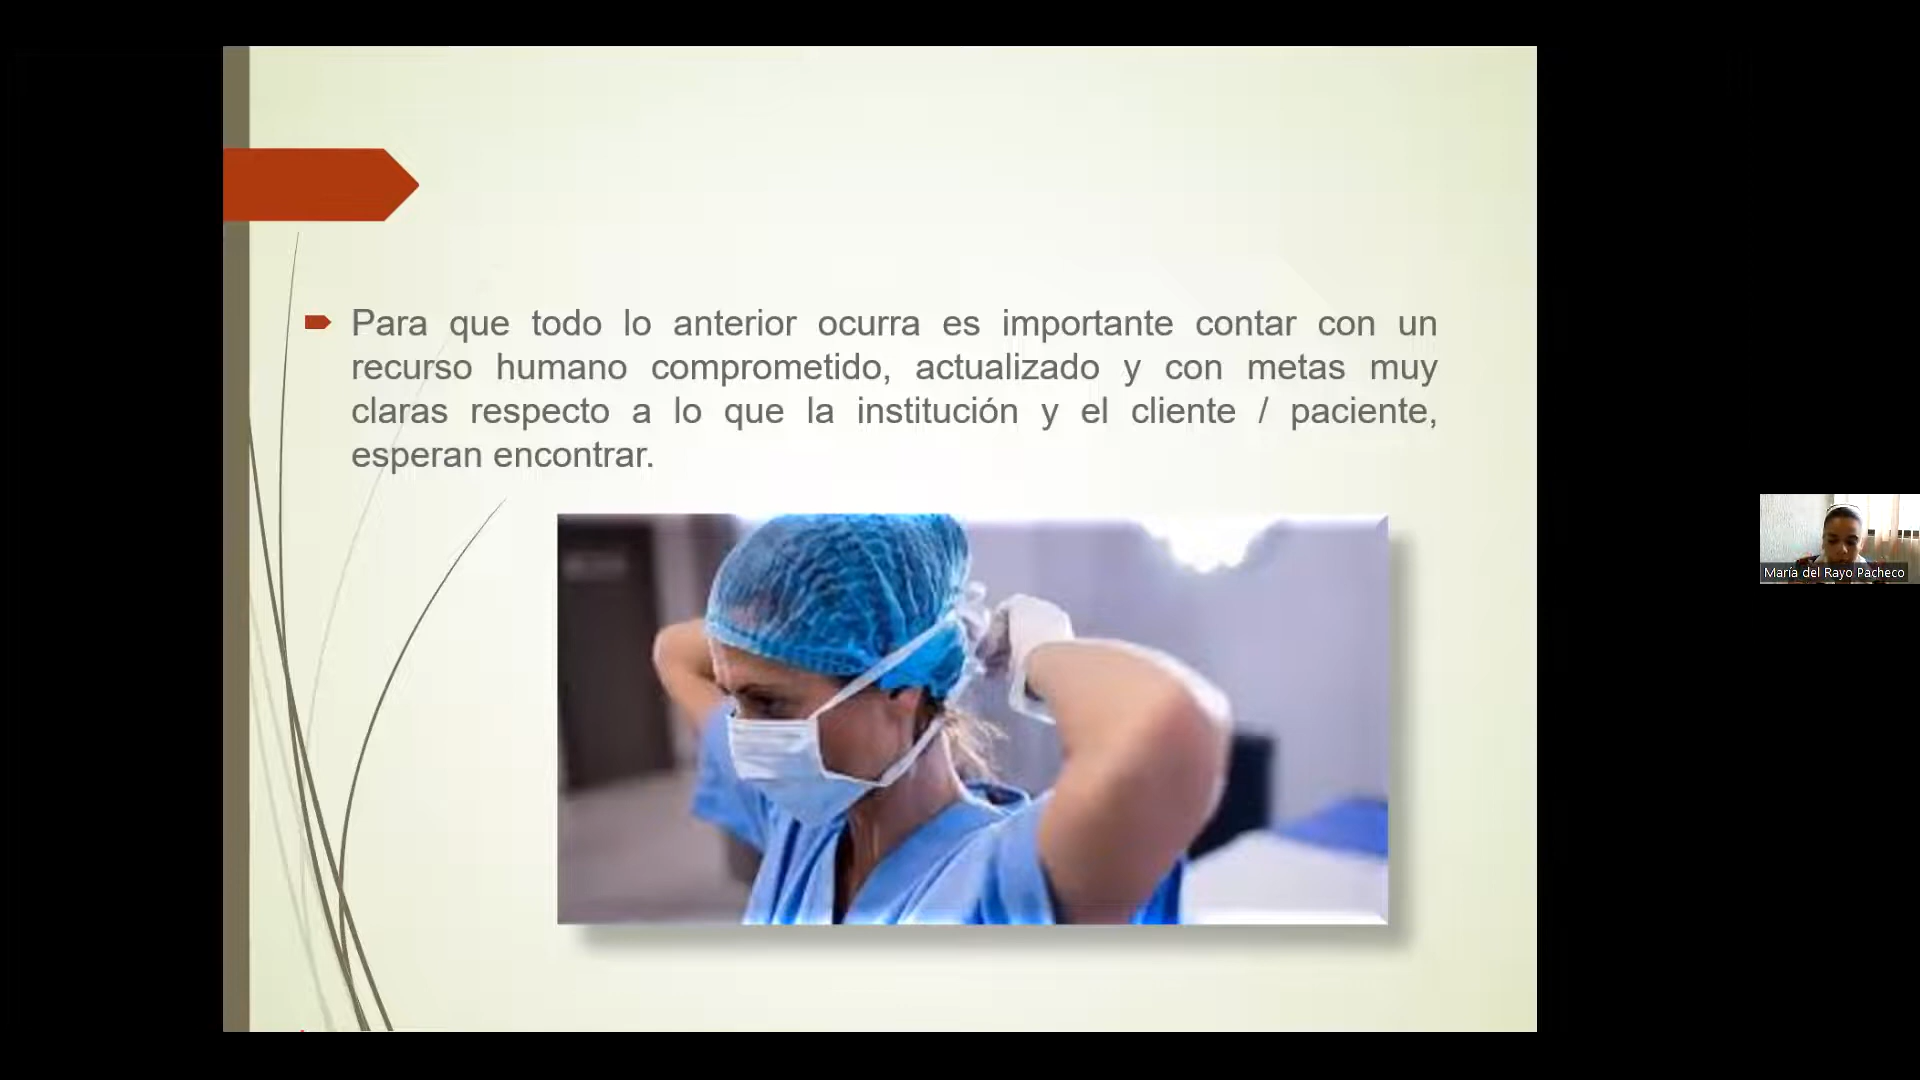 Para que todo lo anterior ocurra es importante contar con un
recurso humano comprometido, actualizado y con metas muy
claras respecto a lo que la institución y el cliente / paciente,
esperan encontrar.
María del Rayo Pacheco